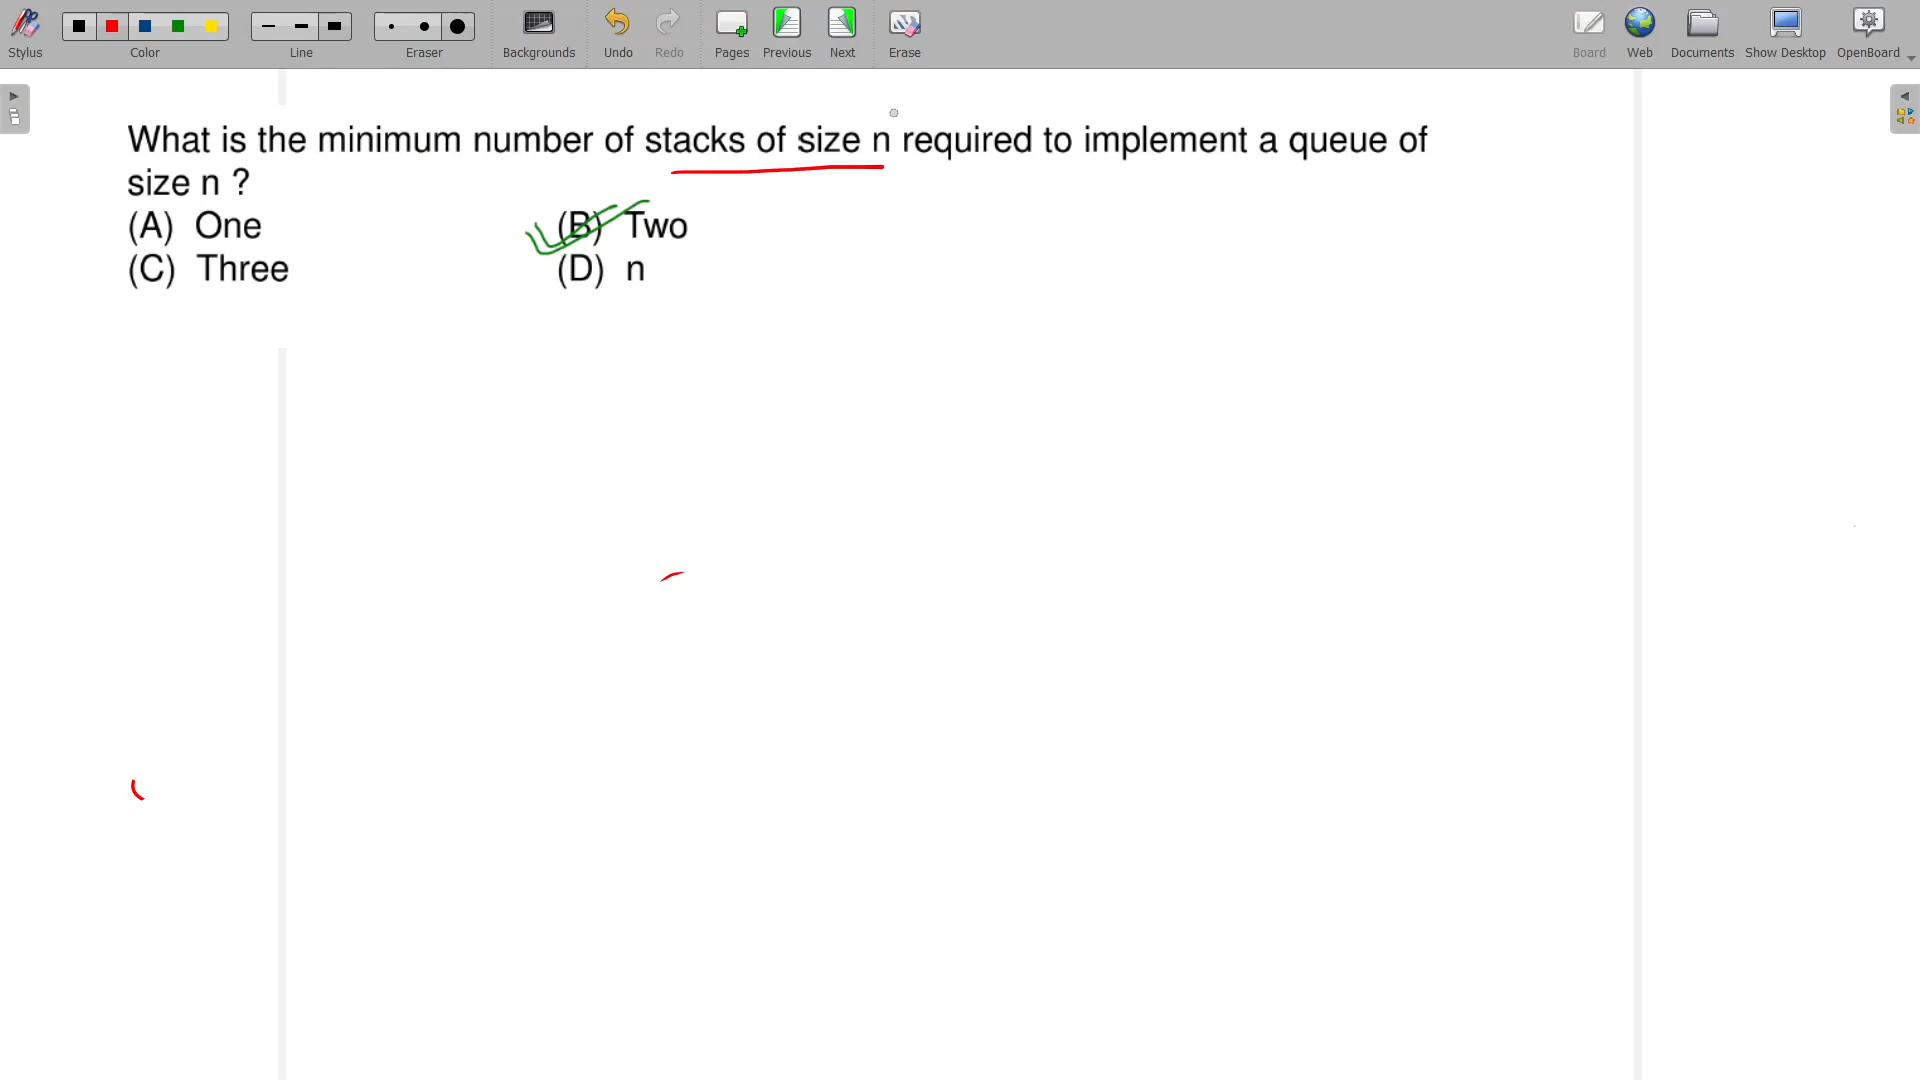 Stylus Color Line Eraser Backgrounds Undo Redo Pages Previous Next Erase Board Web Documents Show Desktop OpenBoard
What is the minimum number of stacks of size n required to implement a queue of
size n ?
(A) One (B) Two
(C) Three (D) n